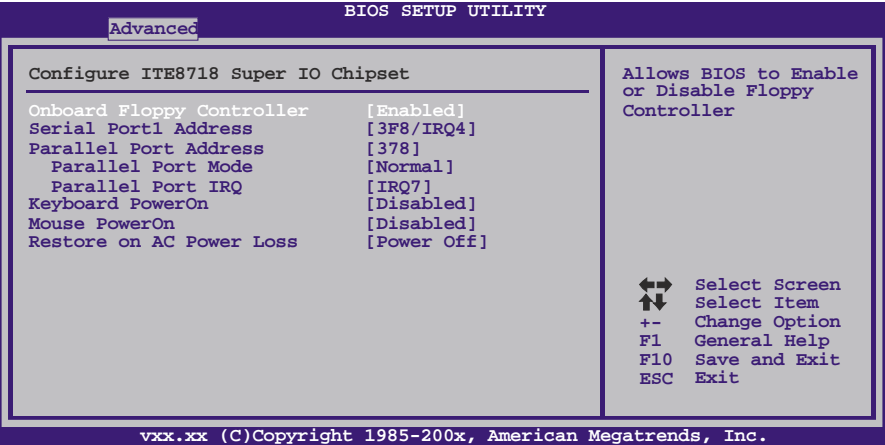 BIOS SETUP UTILITY
Advanced
Configure ITE8718 Super IO Chipset
Onboard Floppy Controller [Enabled]
Serial Port1 Address [3F8/IRQ4]
Parallel Port Address [378]
Parallel Port Mode [Normal]
Parallel Port IRQ [IRQ7]
Keyboard PowerOn [Disabled]
Mouse PowerOn [Disabled]
Restore on AC Power Loss [Power Off]
Allows BIOS to Enable
or Disable Floppy
Controller
Select Screen
Select Item
+- Change Option
F1 General Help
F10 Save and Exit
ESC Exit
vxx.xx (C)Copyright 1985-200x, American Megatrends, Inc.